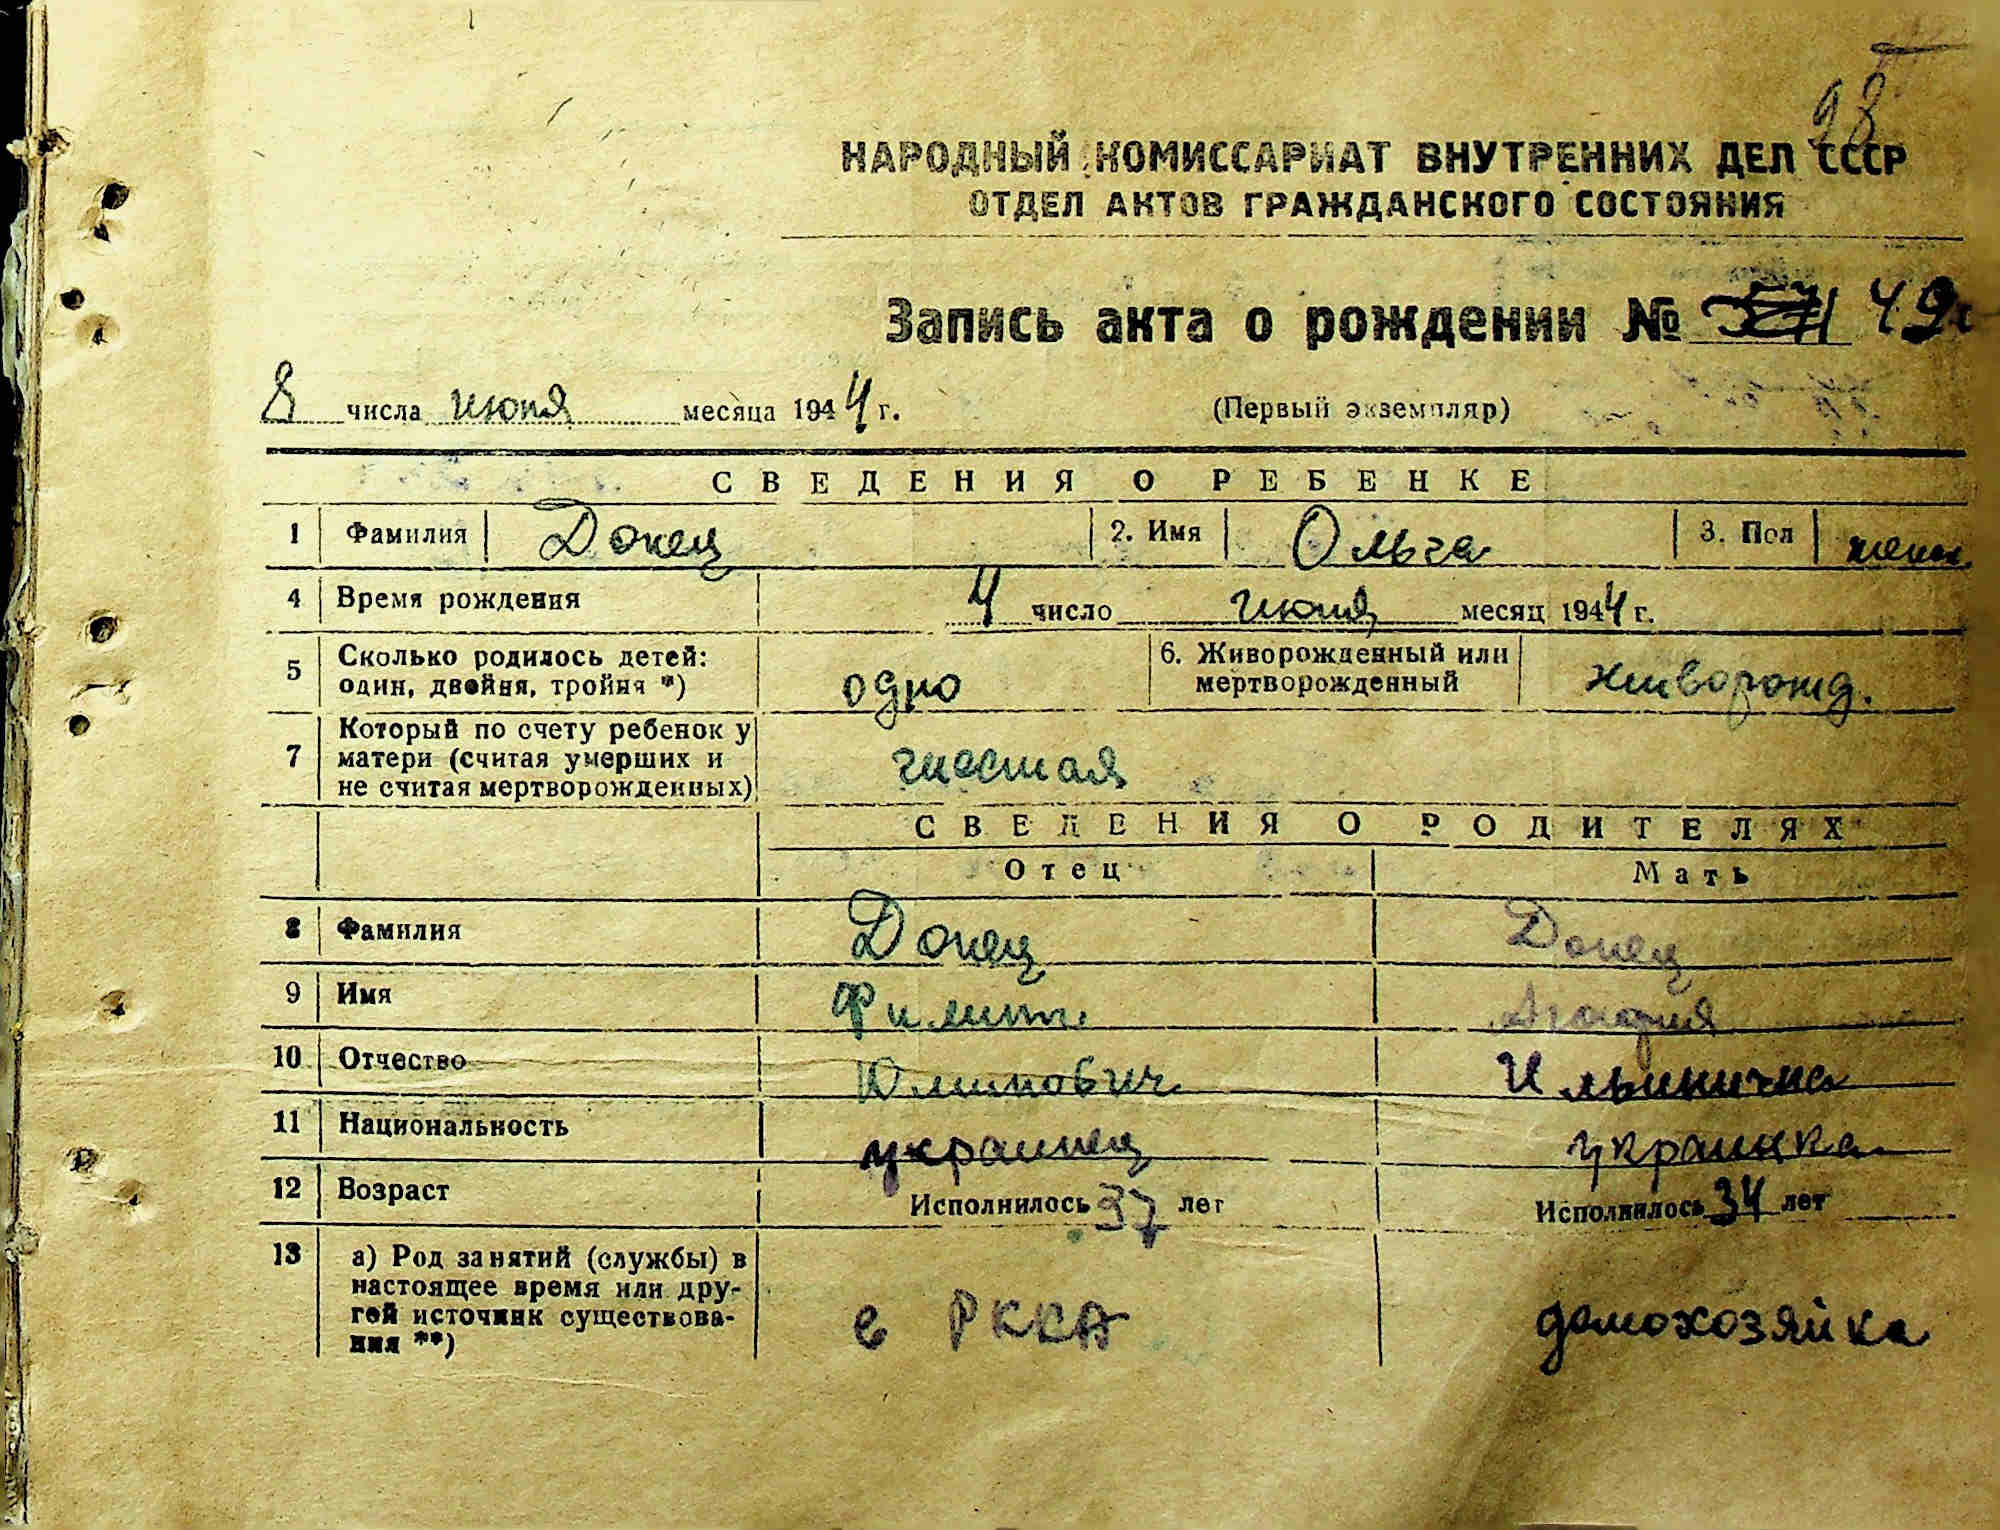 98
НАРОДНЫЙ КОМИССАРИАТ ВНУТРЕННИХ ДЕЛ СССР
ОТДЕЛ АКТОВ ГРАЖДАНСКОГО СОСТОЯНИЯ
Запись акта о рождении № 49
8 числа июня месяца 1944 г. (Первый экземпляр)
СВЕДЕНИЯ О РЕБЕНКЕ
1 Фамилия Донец 2. Имя Ольга 3. Пол женск.
4 Время рождения 4 число июня месяц 1944 г.
5 Сколько родилось детей: один, двойня, тройня *) одно 6. Живорожденный или мертворожденный живорожд.
7 Который по счету ребенок у матери (считая умерших и не считая мертворожденных) шестая
СВЕДЕНИЯ О РОДИТЕЛЯХ
Отец Мать
8 Фамилия Донец Донец
9 Имя Филипп
10 Отчество Ильинична
11 Национальность украинец украинка
12 Возраст Исполнилось 37 лет Исполнилось 34 лет
13 а) Род занятий (службы) в настоящее время или другой источник существования **) в РККА домохозяйка